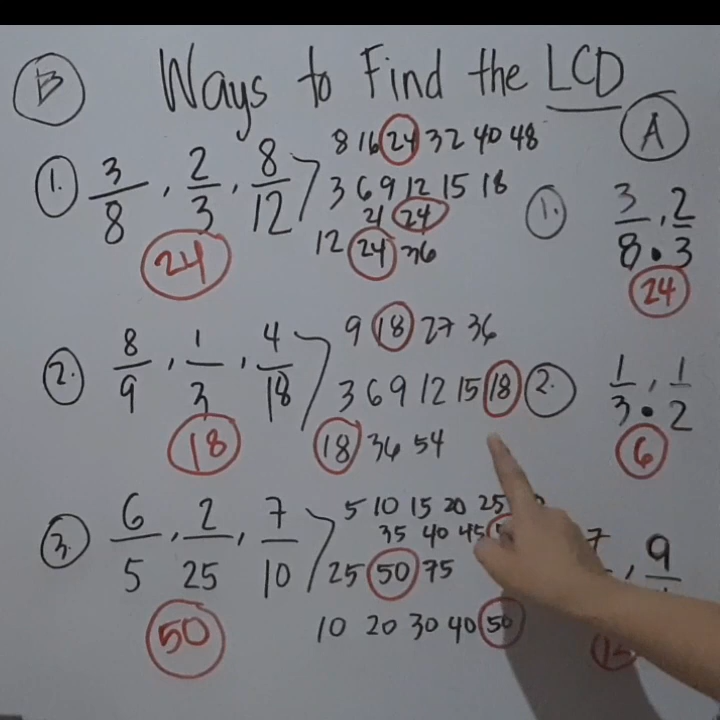 B Ways to Find the LCD
A
1. 3/8, 2/3, 8/12
24
8 16 24 32 40 48
3 6 9 12 15 18
21 24
12 24 36
2. 8/9, 1/3, 4/18
18
9 18 27 36
3 6 9 12 15 18
18 36 54
3. 6/5, 2/25, 7/10
50
5 10 15 20 25
35 40 45
25 50 75
10 20 30 40 50
1. 3/8 . 2/3
24
2. 1/3 . 1/2
6
7, 9